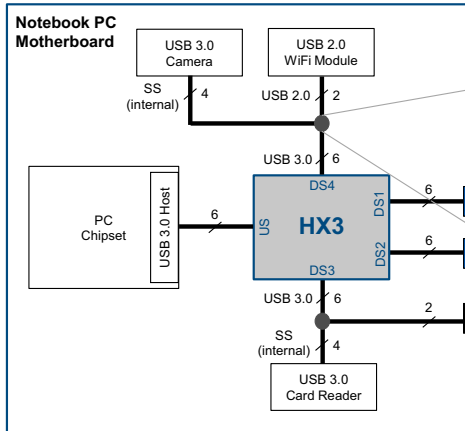 Notebook PC
Motherboard
USB 3.0
Camera
USB 2.0
WiFi Module
SS
(internal)
4
USB 2.0
2
USB 3.0
6
DS4
PC
Chipset
USB 3.0 Host
6
US
HX3
DS1
6
DS2
6
DS3
USB 3.0
6
2
SS
(internal)
4
USB 3.0
Card Reader